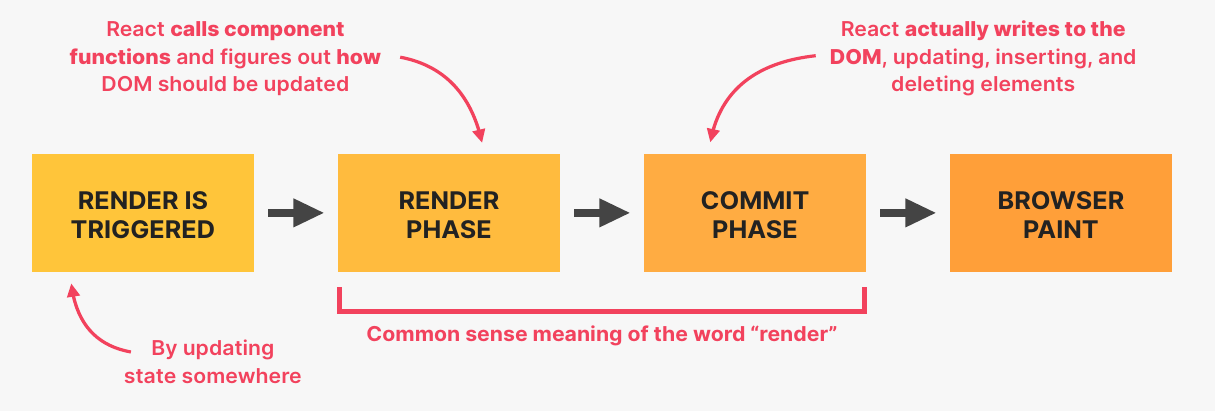 React calls component
functions and figures out how
DOM should be updated
React actually writes to the
DOM, updating, inserting, and
deleting elements
RENDER IS
TRIGGERED
RENDER
PHASE
COMMIT
PHASE
BROWSER
PAINT
Common sense meaning of the word “render”
By updating
state somewhere